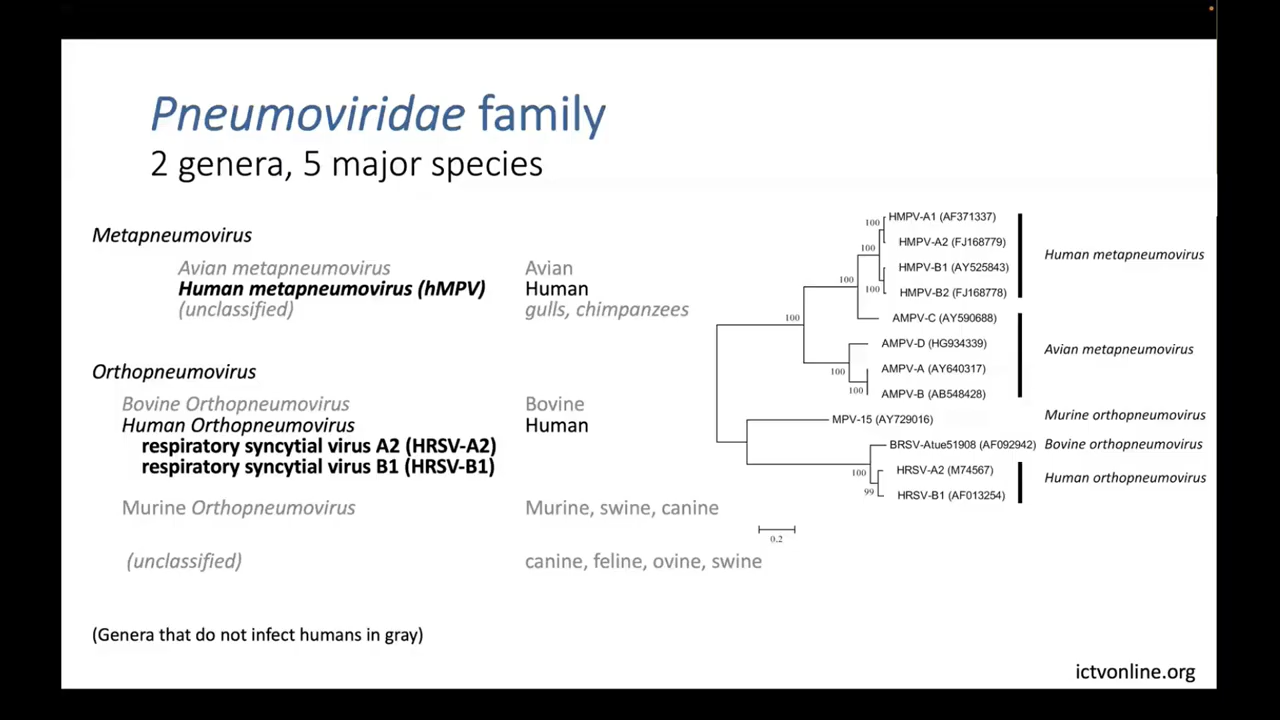 Pneumoviridae family
2 genera, 5 major species
Metapneumovirus
Avian metapneumovirus Avian
Human metapneumovirus (hMPV) Human
(unclassified) gulls, chimpanzees
Orthopneumovirus
Bovine Orthopneumovirus Bovine
Human Orthopneumovirus Human
respiratory syncytial virus A2 (HRSV-A2)
respiratory syncytial virus B1 (HRSV-B1)
Murine Orthopneumovirus Murine, swine, canine
(unclassified) canine, feline, ovine, swine
(Genera that do not infect humans in gray)
HMPV-A1 (AF371337)
100
HMPV-A2 (FJ168779)
100
Human metapneumovirus
HMPV-B1 (AY525843)
100
100
HMPV-B2 (FJ168778)
100
AMPV-C (AY590688)
AMPV-D (HG934339)
Avian metapneumovirus
100
AMPV-A (AY640317)
100
AMPV-B (AB548428)
MPV-15 (AY729016) Murine orthopneumovirus
BRSV-Atue51908 (AF092942) Bovine orthopneumovirus
100
HRSV-A2 (M74567)
Human orthopneumovirus
99
HRSV-B1 (AF013254)
0.2
ictvonline.org